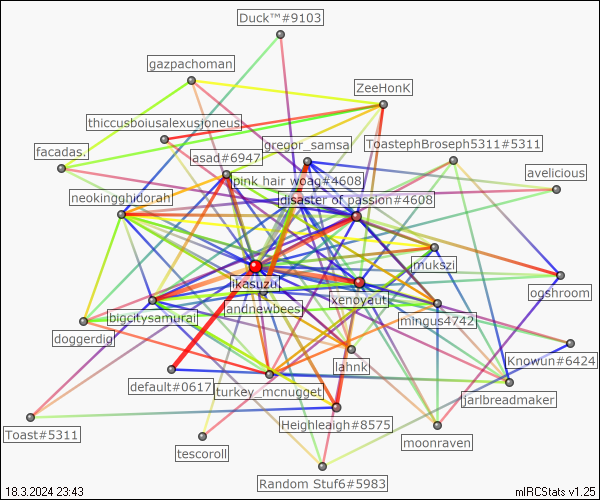 Duck™#9103
gazpachoman
ZeeHonK
thiccusboiusalexusjoneus
gregor_samsa
ToastephBroseph5311#5311
facadas.
asad#6947
pink hair woag#4608
avelicious
neokingghidorah
disaster of passion#4608
mukszi
likasuzu
xenoyaut
ogshroom
andnewbees
bigcitysamurai
mingus4742
doggerdig
lahnk
Knowun#6424
default#0617
turkey_mcnugget
jarlbreadmaker
Toast#5311
Heighleaigh#8575
moonraven
tescoroll
Random Stuf6#5983
18.3.2024 23:43
mIRCStats v1.25